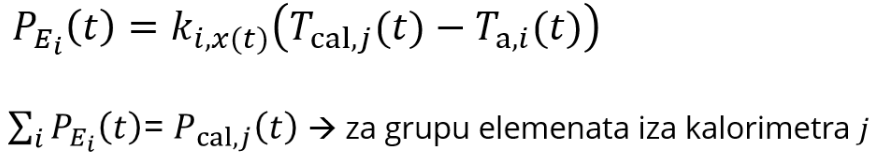 P_{E_i}(t) = k_{i,x(t)}(T_{cal,j}(t) − T_{a,i}(t))
∑_i P_{E_i}(t)= P_{cal,j}(t) → za grupu elemenata iza kalorimetra j